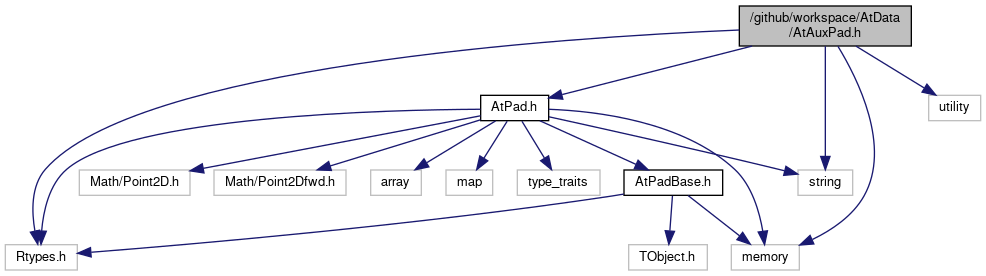 /github/workspace/AtData
/AtAuxPad.h
AtPad.h
utility
Math/Point2D.h
Math/Point2Dfwd.h
array
map
type_traits
AtPadBase.h
string
Rtypes.h
TObject.h
memory